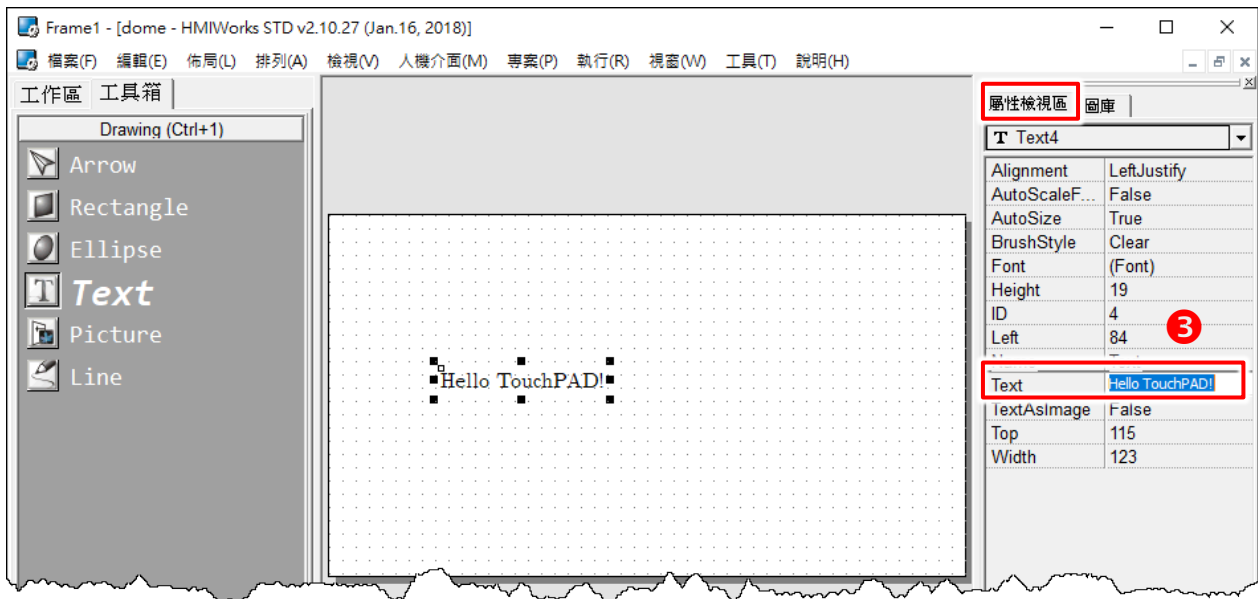 Frame1 - [dome - HMIWorks STD v2.10.27 (Jan.16, 2018)]
檔案(F) 編輯(E) 佈局(L) 排列(A) 檢視(V) 人機介面(M) 專案(P) 執行(R) 視窗(W) 工具(T) 說明(H)
工作區 工具箱
Drawing (Ctrl+1)
Arrow
Rectangle
Ellipse
Text
Picture
Line
Hello TouchPAD!
屬性檢視區 圖庫
T Text4
Alignment LeftJustify
AutoScaleF... False
AutoSize True
BrushStyle Clear
Font (Font)
Height 19
ID 4
Left 84
3
Text Hello TouchPAD!
TextAsImage False
Top 115
Width 123